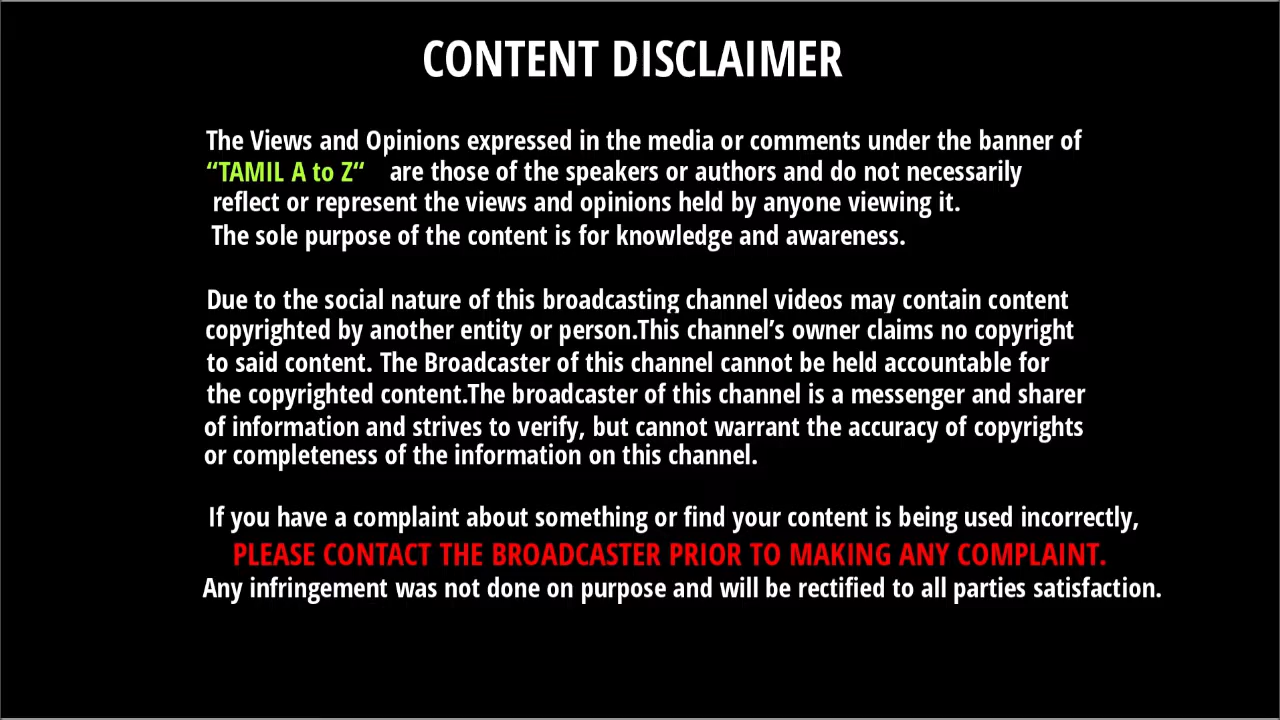 CONTENT DISCLAIMER
The Views and Opinions expressed in the media or comments under the banner of
“TAMIL A to Z“ are those of the speakers or authors and do not necessarily
reflect or represent the views and opinions held by anyone viewing it.
The sole purpose of the content is for knowledge and awareness.
Due to the social nature of this broadcasting channel videos may contain content
copyrighted by another entity or person.This channel’s owner claims no copyright
to said content. The Broadcaster of this channel cannot be held accountable for
the copyrighted content.The broadcaster of this channel is a messenger and sharer
of information and strives to verify, but cannot warrant the accuracy of copyrights
or completeness of the information on this channel.
If you have a complaint about something or find your content is being used incorrectly,
PLEASE CONTACT THE BROADCASTER PRIOR TO MAKING ANY COMPLAINT.
Any infringement was not done on purpose and will be rectified to all parties satisfaction.